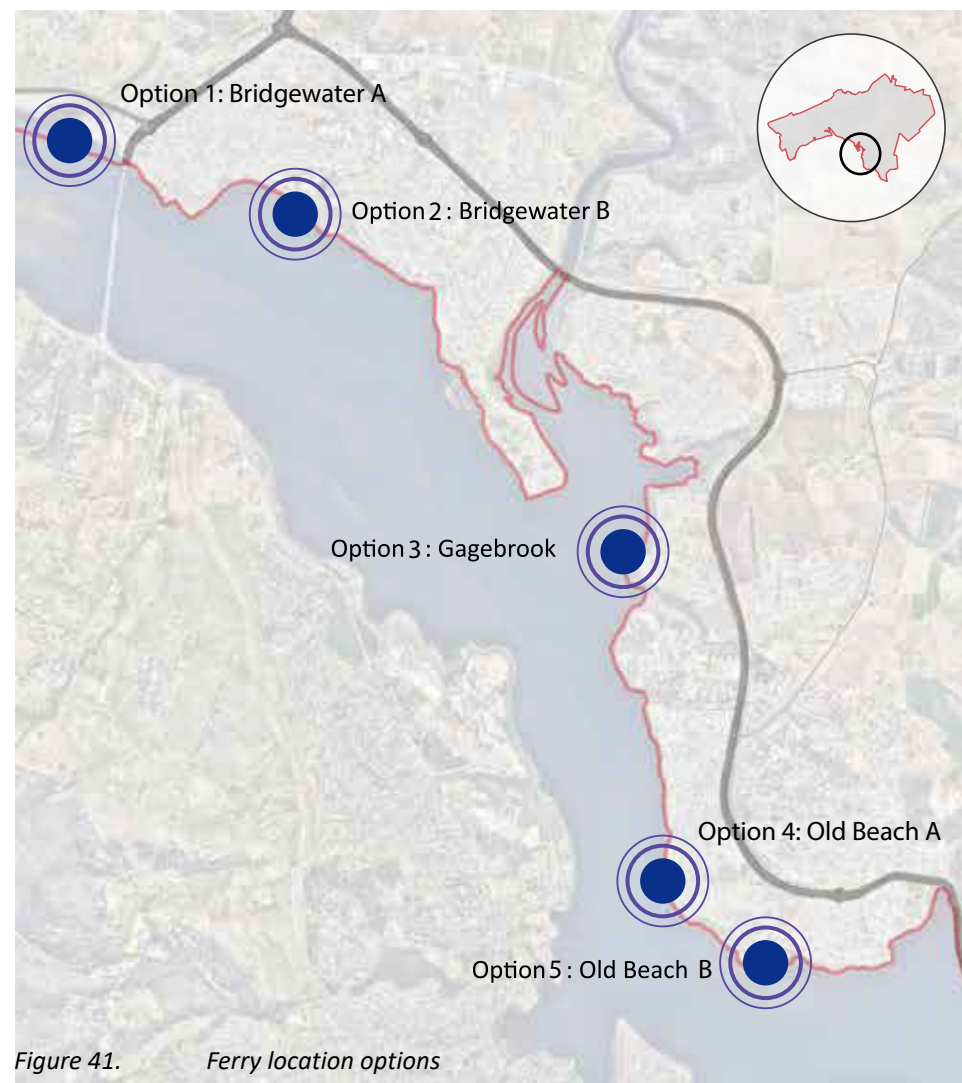 Option 1: Bridgewater A
Option 2 : Bridgewater B
Option 3 : Gagebrook
Option 4: Old Beach A
Option 5 : Old Beach B
Figure 41. Ferry location options